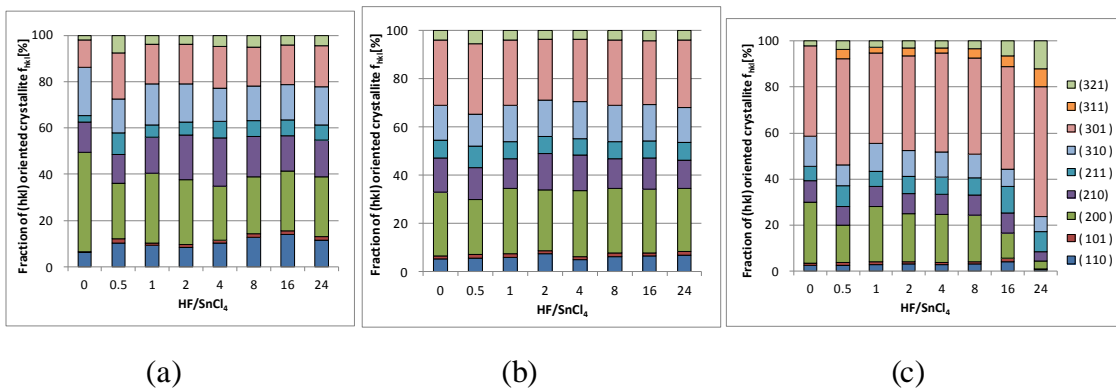 Fraction of (hkl) oriented crystallite f hkl [%]
100
80
60
40
20
0
0 0.5 1 2 4 8 16 24
HF/SnCl4
(a)
Fraction of (hkl) oriented crystallite f hkl [%]
100
80
60
40
20
0
0 0.5 1 2 4 8 16 24
HF/SnCl4
(b)
Fraction of (hkl) oriented crystallite f hkl [%]
100
80
60
40
20
0
0 0.5 1 2 4 8 16 24
HF/SnCl4
(c)
(321)
(311)
(301)
(310)
(211)
(210)
(200)
(101)
(110)